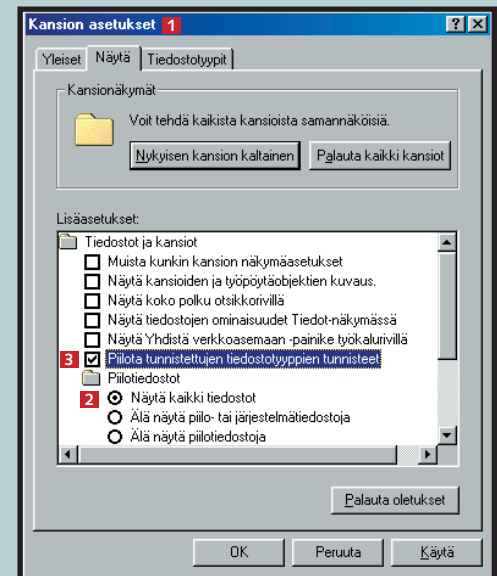 Kansion asetukset 1
Yleiset Näytä Tiedostotyypit
Kansionäkymät
Voit tehdä kaikista kansioista samannäköisiä.
Nykyisen kansion kaltainen Palauta kaikki kansiot
Lisäasetukset:
Tiedostot ja kansiot
Muista kunkin kansion näkymäasetukset
Näytä kansioiden ja työpöytäobjektien kuvaus.
Näytä koko polku otsikkorivillä
Näytä tiedostojen ominaisuudet Tiedot-näkymässä
Näytä Yhdistä verkkoasemaan -painike työkalurivillä
3 Piilota tunnistettujen tiedostotyyppien tunnisteet
Piilotiedostot
2 Näytä kaikki tiedostot
Älä näytä piilo- tai järjestelmätiedostoja
Älä näytä piilotiedostoja
Palauta oletukset
OK Peruuta Käytä